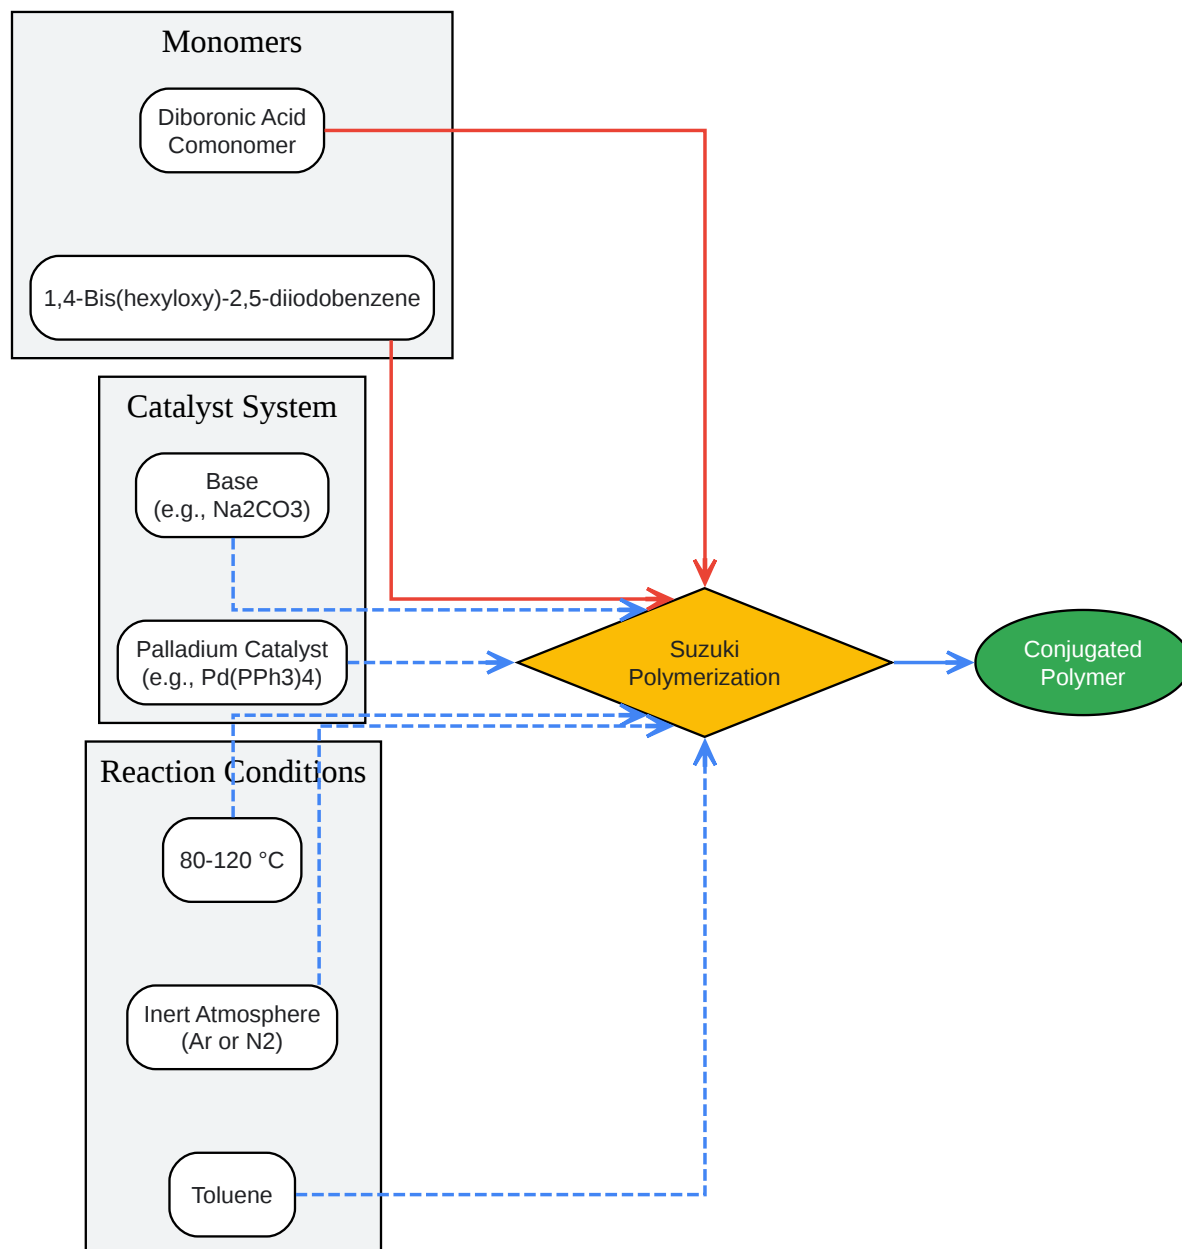 Monomers
Diboronic Acid
Comonomer
1,4-Bis(hexyloxy)-2,5-diiodobenzene
Catalyst System
Base
(e.g., Na2CO3)
Palladium Catalyst
(e.g., Pd(PPh3)4)
Suzuki
Polymerization
Conjugated
Polymer
Reaction Conditions
80-120 °C
Inert Atmosphere
(Ar or N2)
Toluene